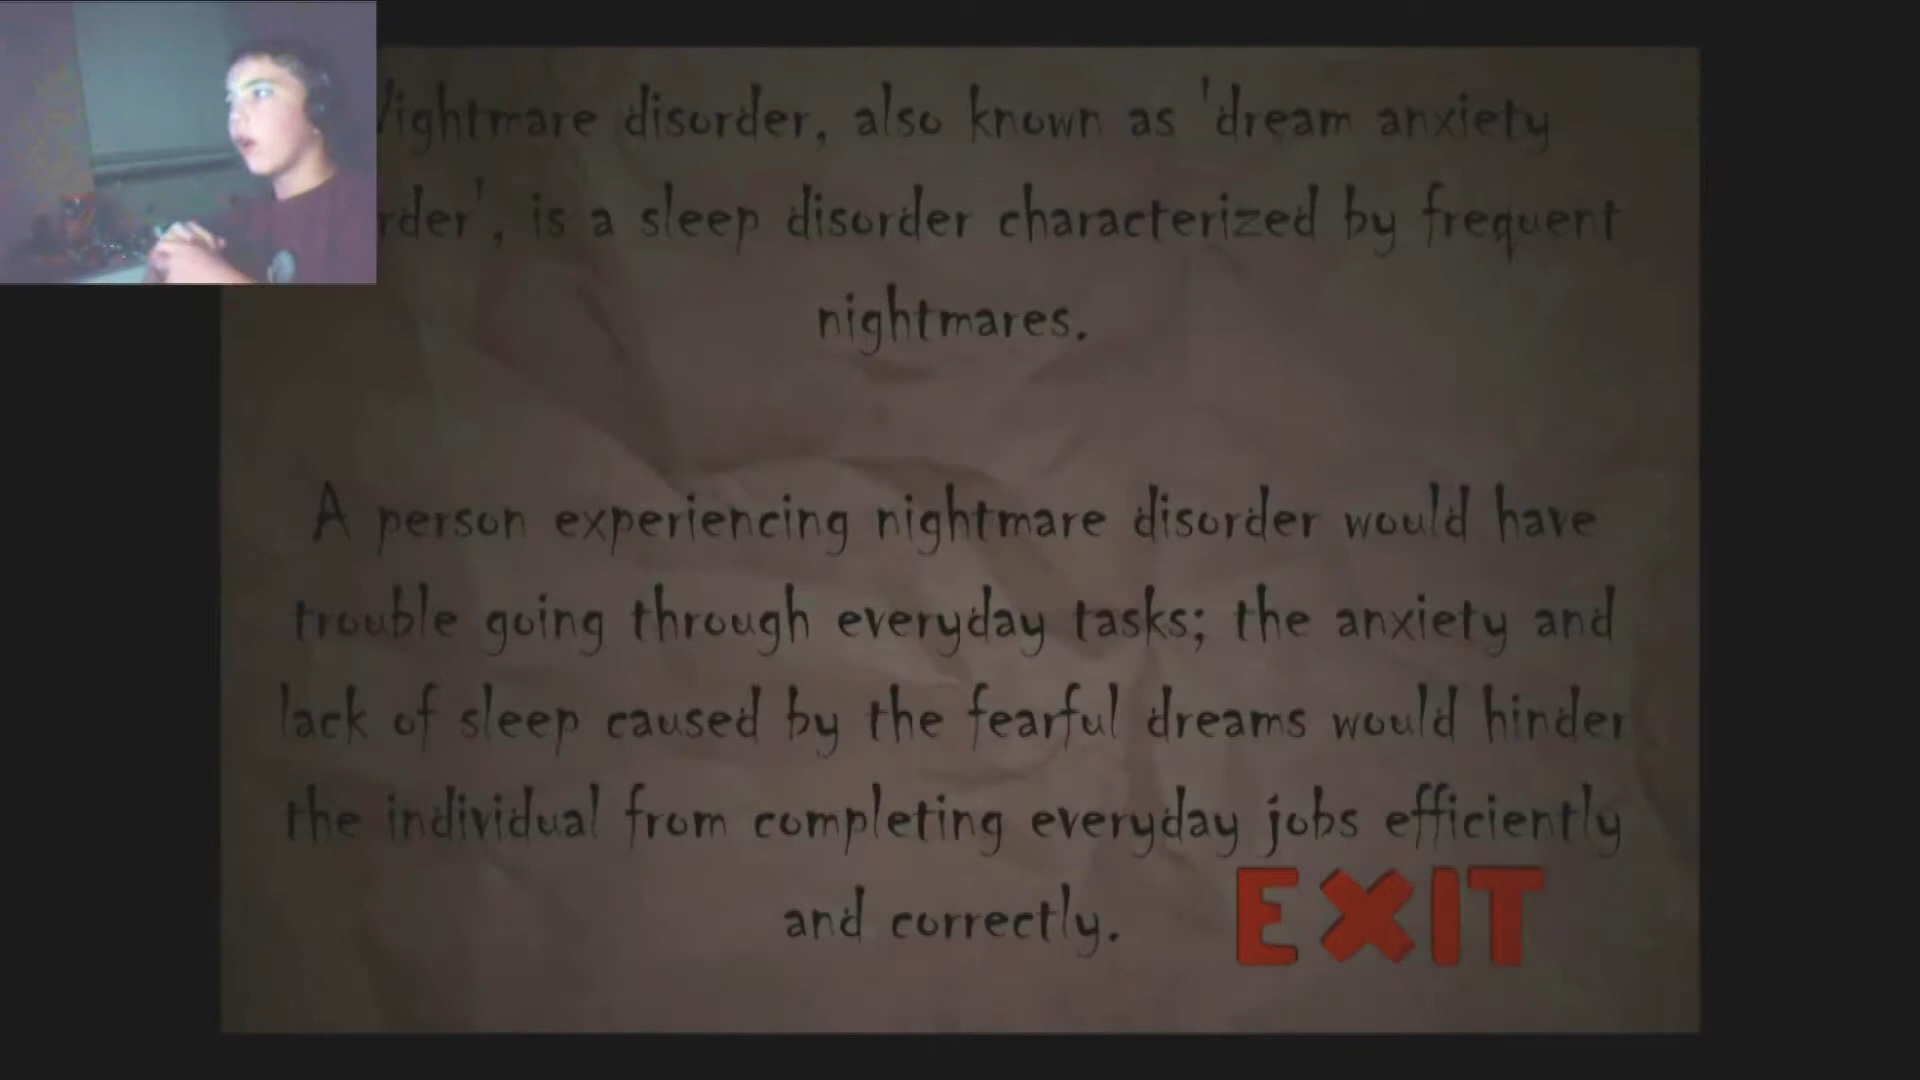 disorder, also known as 'dream anxiety
is a sleep disorder characterized by frequent
nightmares.
A person experiencing nightmare disorder would have
trouble going through everyday tasks; the anxiety and
lack of sleep caused by the fearful dreams would hinder
the individual from completing everyday jobs efficiently
and correctly.
EXIT